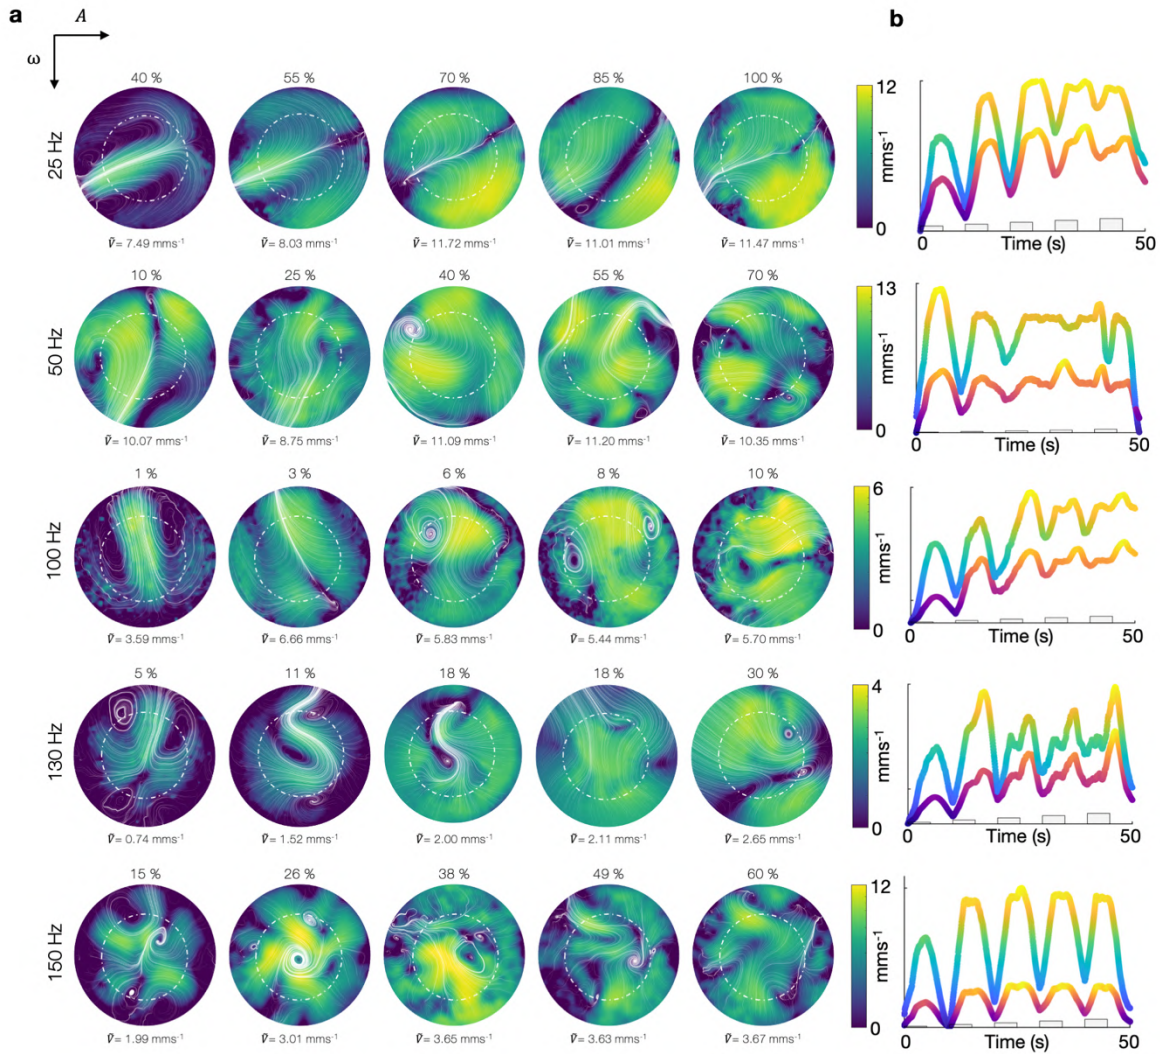 a
b
A
ω
40 % 55 % 70 % 85 % 100 %
25 Hz
Ṽ= 7.49 mms⁻¹ Ṽ= 8.03 mms⁻¹ Ṽ= 11.72 mms⁻¹ Ṽ= 11.01 mms⁻¹ Ṽ= 11.47 mms⁻¹
12
mms⁻¹
0
0 Time (s) 50
10 % 25 % 40 % 55 % 70 %
50 Hz
Ṽ= 10.07 mms⁻¹ Ṽ= 8.75 mms⁻¹ Ṽ= 11.09 mms⁻¹ Ṽ= 11.20 mms⁻¹ Ṽ= 10.35 mms⁻¹
13
mms⁻¹
0
0 Time (s) 50
1 % 3 % 6 % 8 % 10 %
100 Hz
Ṽ= 3.59 mms⁻¹ Ṽ= 6.66 mms⁻¹ Ṽ= 5.83 mms⁻¹ Ṽ= 5.44 mms⁻¹ Ṽ= 5.70 mms⁻¹
6
mms⁻¹
0
0 Time (s) 50
5 % 11 % 18 % 18 % 30 %
130 Hz
Ṽ= 0.74 mms⁻¹ Ṽ= 1.52 mms⁻¹ Ṽ= 2.00 mms⁻¹ Ṽ= 2.11 mms⁻¹ Ṽ= 2.65 mms⁻¹
4
mms⁻¹
0
0 Time (s) 50
15 % 26 % 38 % 49 % 60 %
150 Hz
Ṽ= 1.99 mms⁻¹ Ṽ= 3.01 mms⁻¹ Ṽ= 3.65 mms⁻¹ Ṽ= 3.63 mms⁻¹ Ṽ= 3.67 mms⁻¹
12
mms⁻¹
0
0 Time (s) 50